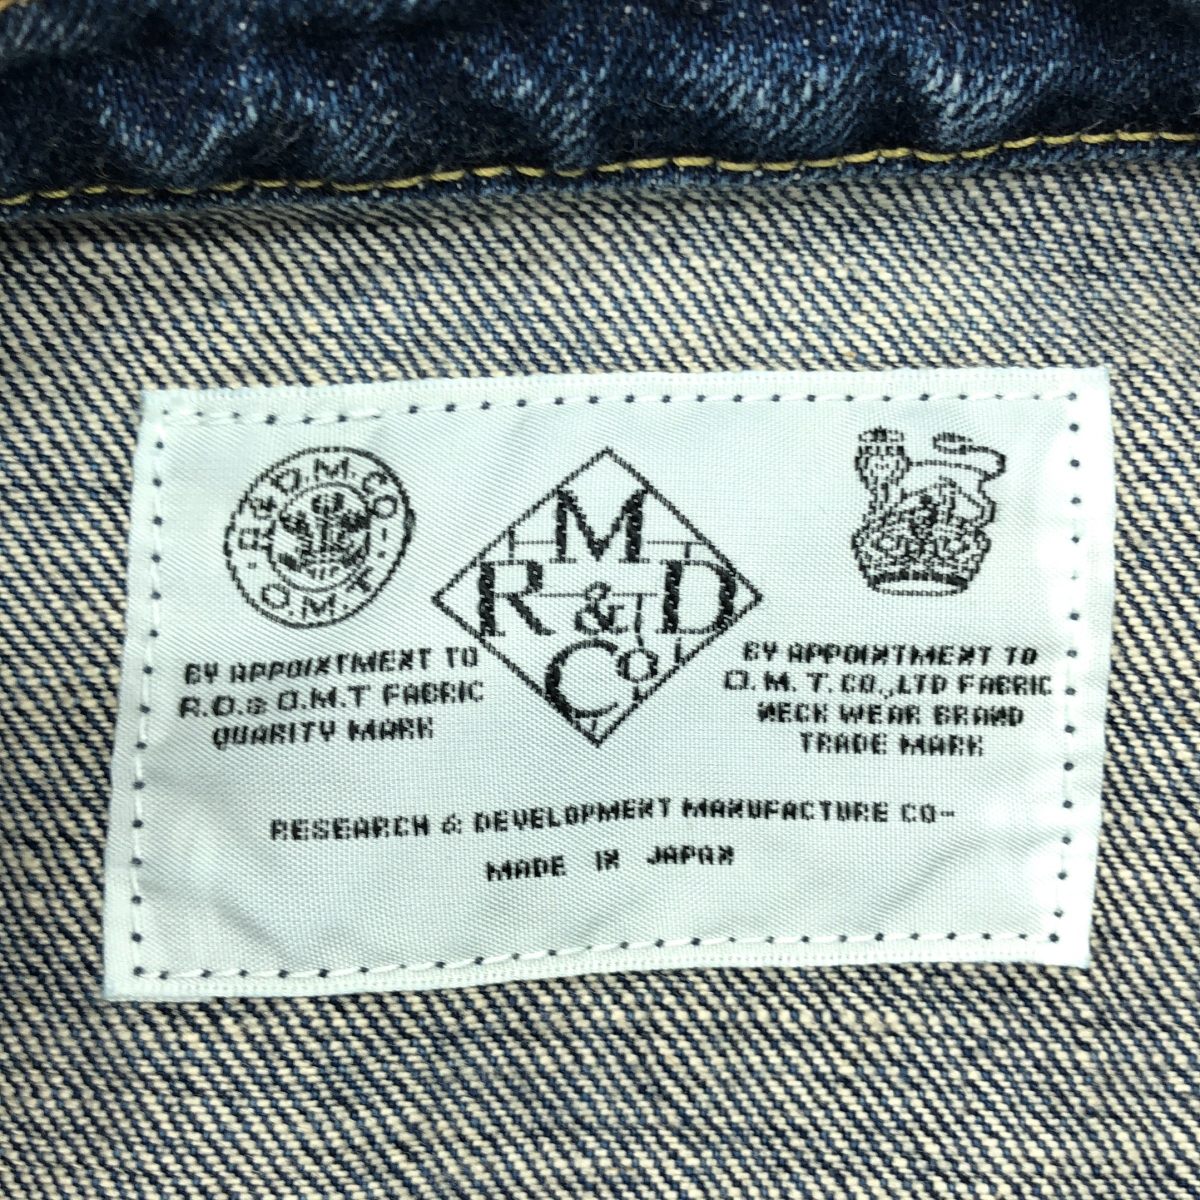 R&D.M.CO-
O.M.T
M
R&D
Co
BY APPOINTMENT TO
R.D.& O.M.T FABRIC
QUARITY MARK
BY APPOINTMENT TO
O.M.T.CO.,LTD FABRIC
NECK WEAR BRAND
TRADE MARK
RESEARCH & DEVELOPMENT MANUFACTURE CO-
MADE IN JAPAN